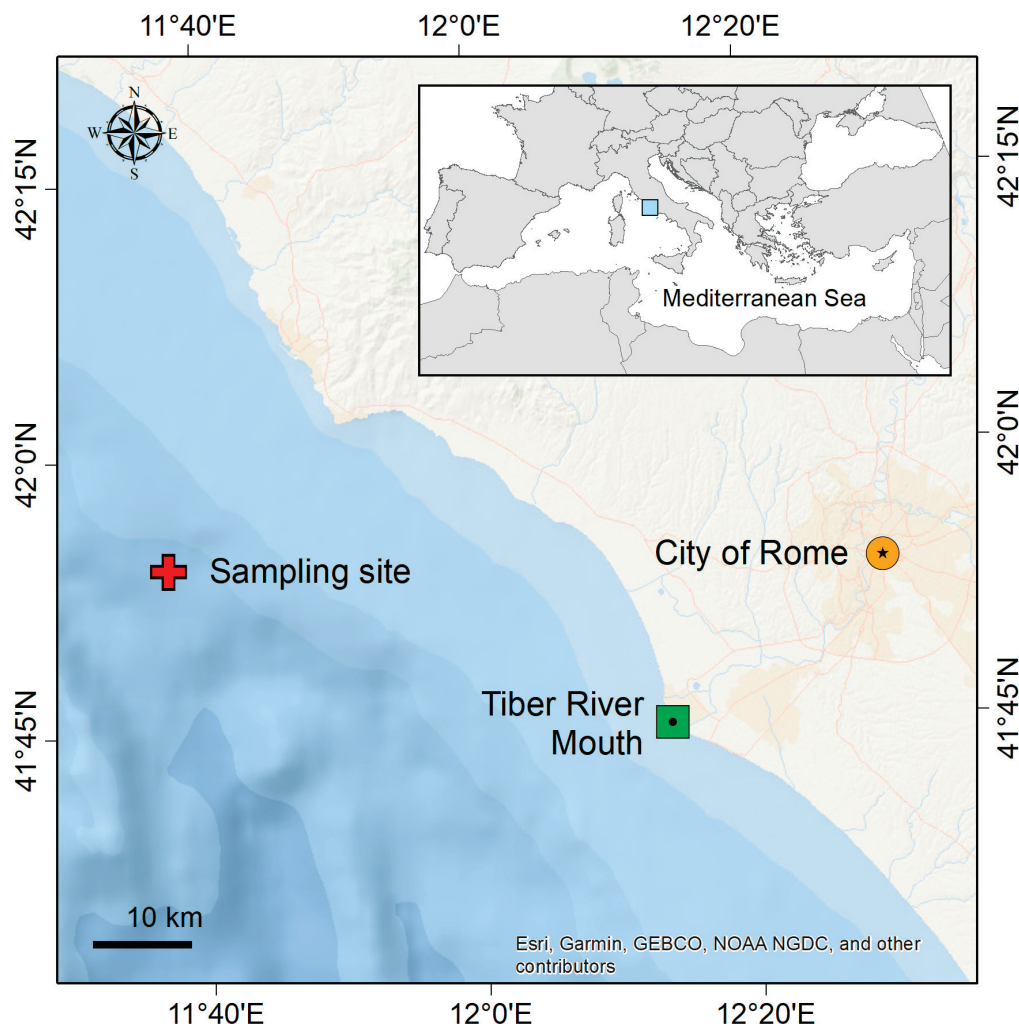 11°40'E
12°0'E
12°20'E
N
W
E
S
42°15'N
42°15'N
Mediterranean Sea
42°0'N
42°0'N
City of Rome
Sampling site
Tiber River
Mouth
41°45'N
41°45'N
10 km
Esri, Garmin, GEBCO, NOAA NGDC, and other
contributors
11°40'E
12°0'E
12°20'E